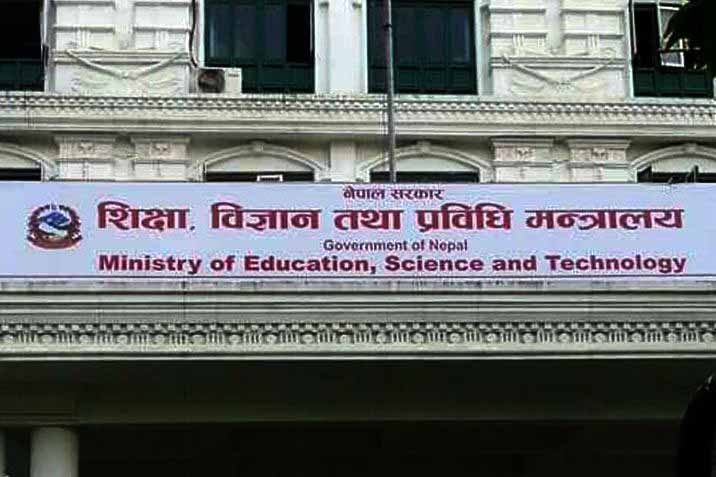 नेपाल सरकार
शिक्षा, विज्ञान तथा प्रविधि मन्त्रालय
Government of Nepal
Ministry of Education, Science and Technology